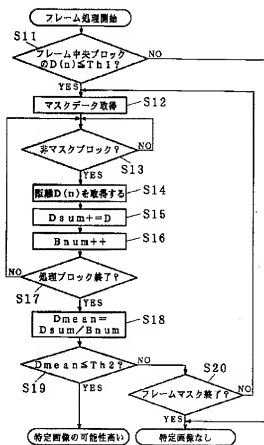 フレーム処理開始
S11
フレーム中央ブロック
のD(n)≦Th1?
NO
YES
マスクデータ取得
S12
非マスクブロック?
NO
S13
YES
距離D(n)を取得する
S14
Dsum+=D
S15
Bnum++
S16
処理ブロック終了?
NO
S17
YES
Dmean=
Dsum/Bnum
S18
Dmean≦Th2?
NO
S19
YES
S20
フレームマスク終了?
NO
YES
特定画像の可能性高い
特定画像なし